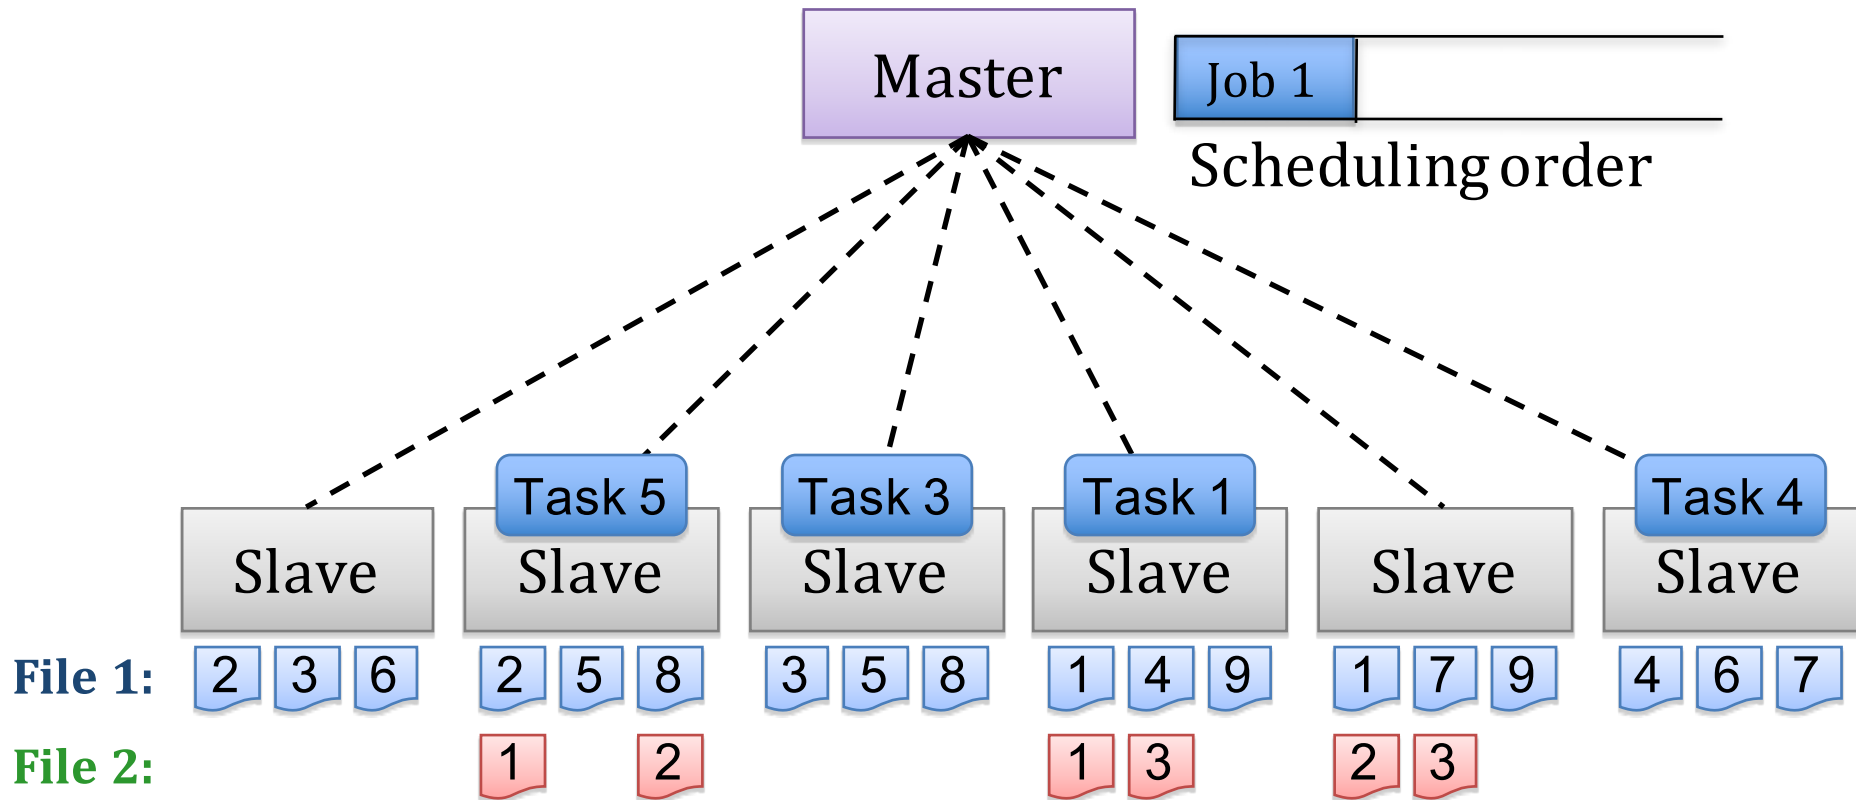 Master
Job 1
Scheduling order
Task 5 Task 3 Task 1 Task 4
Slave Slave Slave Slave Slave Slave
File 1: 2 3 6 2 5 8 3 5 8 1 4 9 1 7 9 4 6 7
File 2: 1 2 1 3 2 3